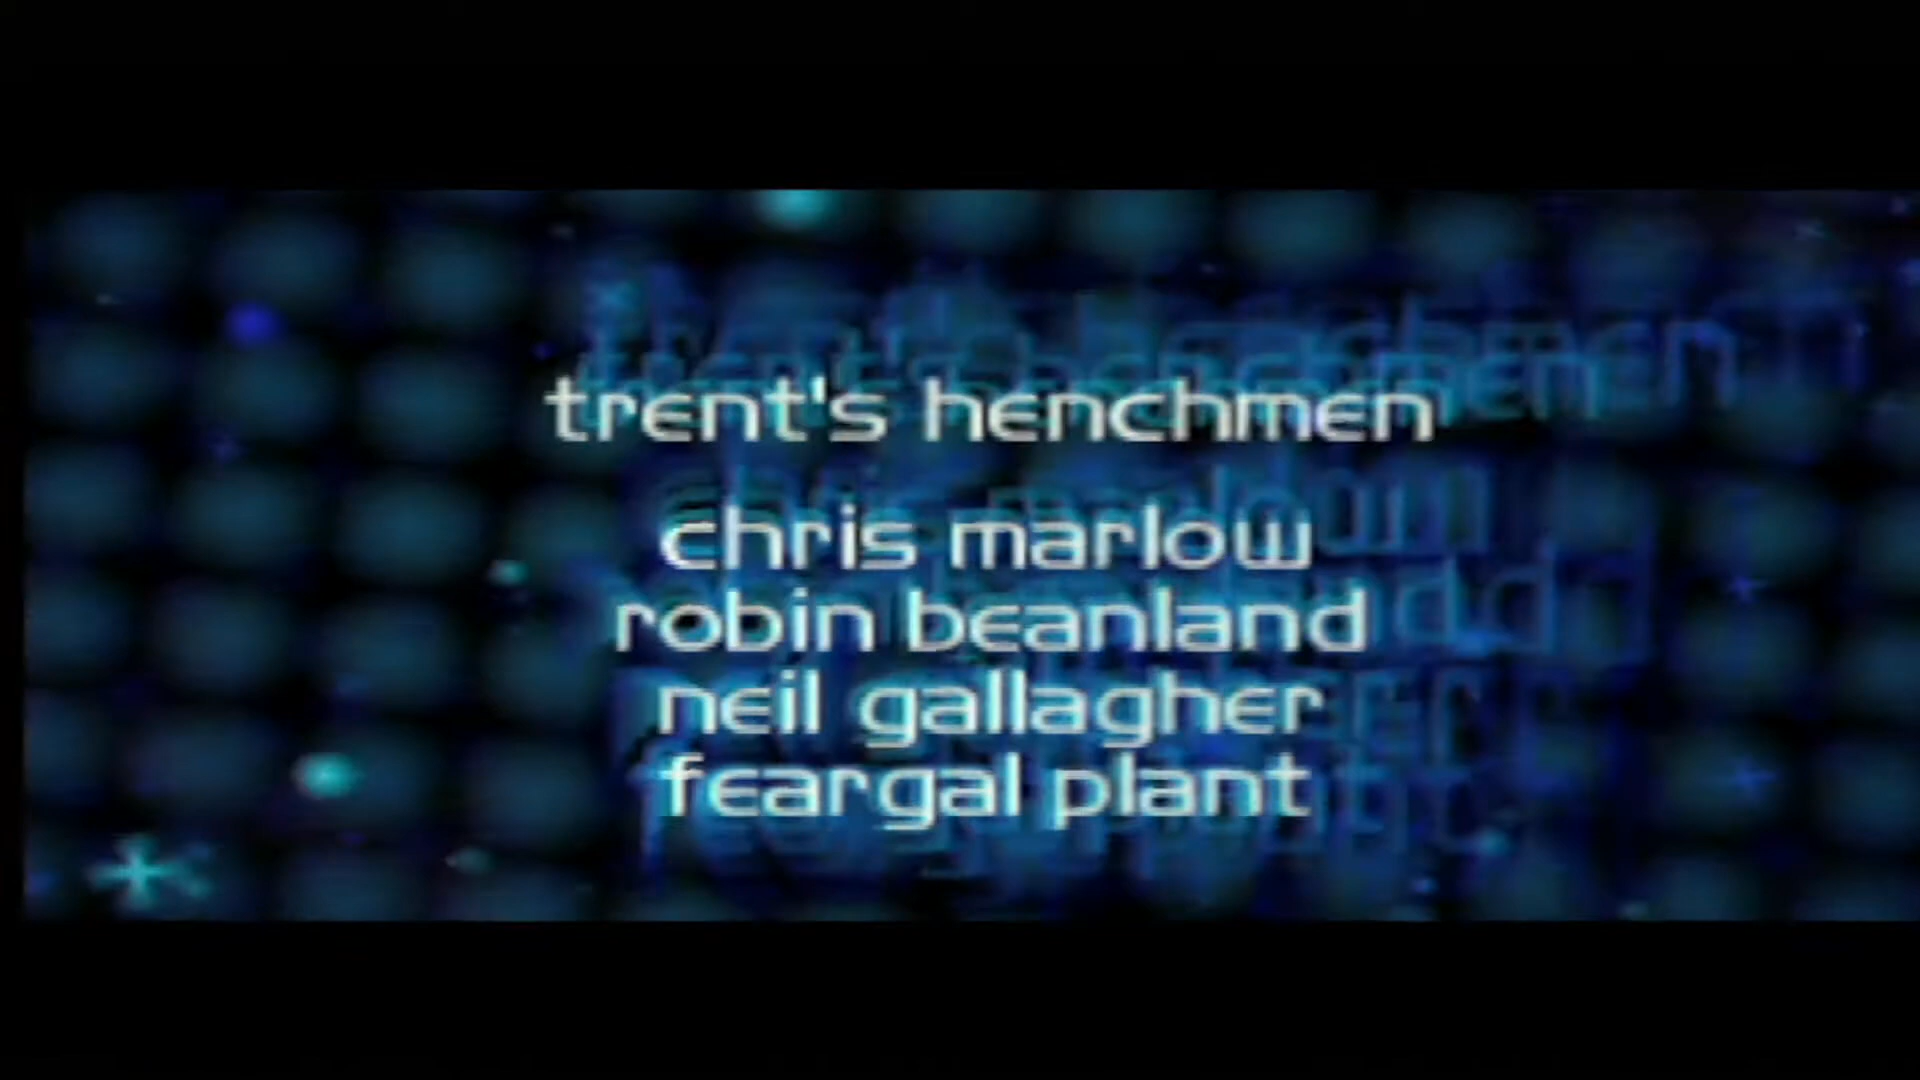 trent's henchmen
chris marlow
robin beanland
neil gallagher
feargal plant